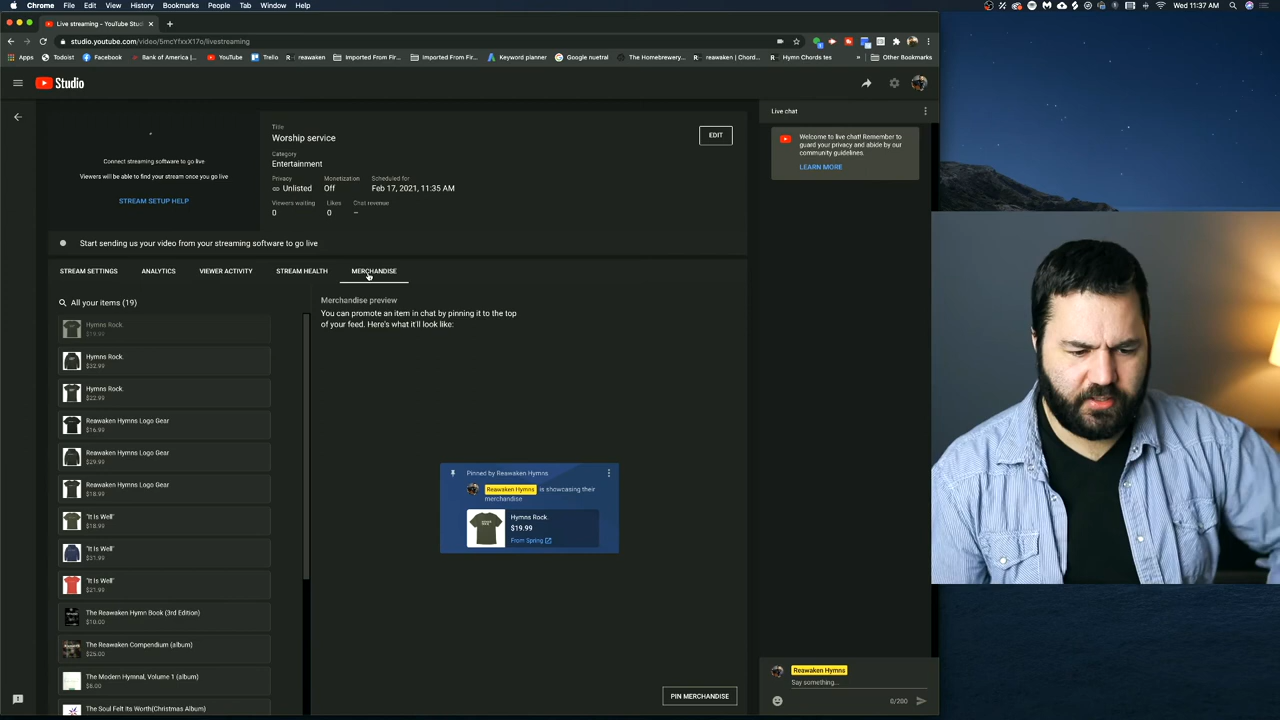 Chrome File Edit View History Bookmarks People Tab Window Help
Wed 11:37 AM
Live streaming - YouTube Stud
studio.youtube.com/video/5mcYfxxX17o/livestreaming
Apps Todoist Facebook Bank of America |... YouTube Trello reawaken Imported From Fir... Imported From Fir... Keyword planner Google nuetral The Homebrewery... reawaken | Chord... Hymn Chords tes » Other Bookmarks
Studio
Connect streaming software to go live
Viewers will be able to find your stream once you go live
STREAM SETUP HELP
Title
Worship service
EDIT
Category
Entertainment
Privacy Monetization Scheduled for
Unlisted Off Feb 17, 2021, 11:35 AM
Viewers waiting Likes Chat revenue
0 0 –
Start sending us your video from your streaming software to go live
STREAM SETTINGS ANALYTICS VIEWER ACTIVITY STREAM HEALTH MERCHANDISE
All your items (19)
Hymns Rock.
$19.99
Hymns Rock.
$32.99
Hymns Rock.
$22.99
Reawaken Hymns Logo Gear
$16.99
Reawaken Hymns Logo Gear
$29.99
Reawaken Hymns Logo Gear
$18.99
"It Is Well"
$18.99
"It Is Well"
$31.99
"It Is Well"
$21.99
The Reawaken Hymn Book (3rd Edition)
$10.00
The Reawaken Compendium (album)
$25.00
The Modern Hymnal, Volume 1 (album)
$8.00
The Soul Felt Its Worth(Christmas Album)
Merchandise preview
You can promote an item in chat by pinning it to the top
of your feed. Here's what it'll look like:
Pinned by Reawaken Hymns
Reawaken Hymns is showcasing their
merchandise
Hymns Rock.
$19.99
From Spring
PIN MERCHANDISE
Live chat
Welcome to live chat! Remember to
guard your privacy and abide by our
community guidelines.
LEARN MORE
Reawaken Hymns
Say something...
0/200